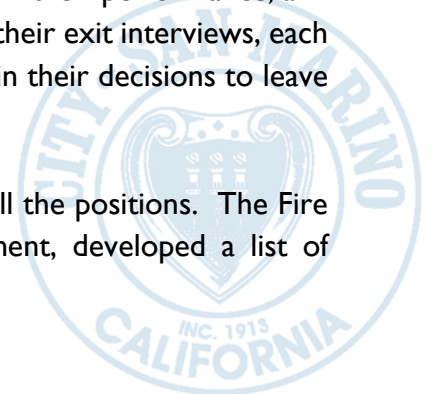 their exit interviews, each
in their decisions to leave
ll the positions. The Fire
ment, developed a list of
CITY OF SAN MARINO
INC. 1913
CALIFORNIA